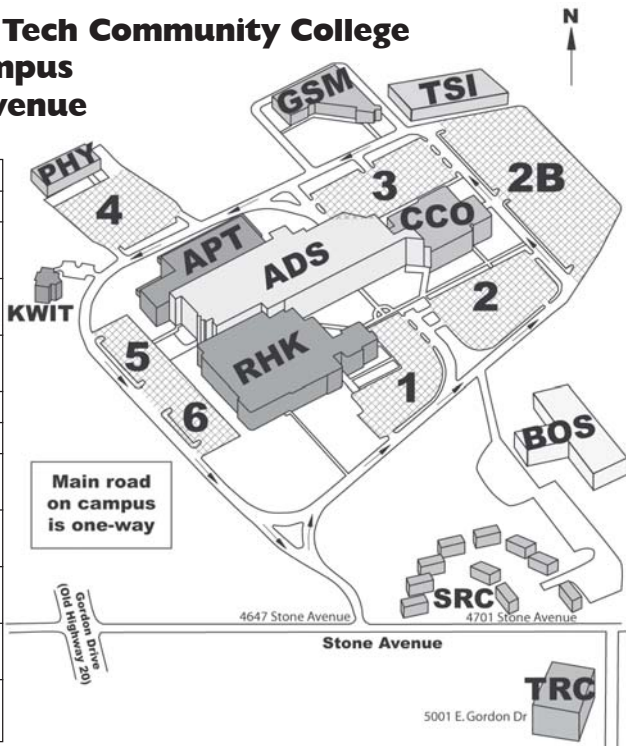 Tech Community College
mpus
venue
N
GSM
TSI
PHY
2B
3
4
CCO
APT
ADS
KWIT
2
5
RHK
1
6
BOS
Main road
on campus
is one-way
SRC
4647 Stone Avenue
4701 Stone Avenue
Gordon Drive
(Old Highway 20)
Stone Avenue
TRC
5001 E. Gordon Dr